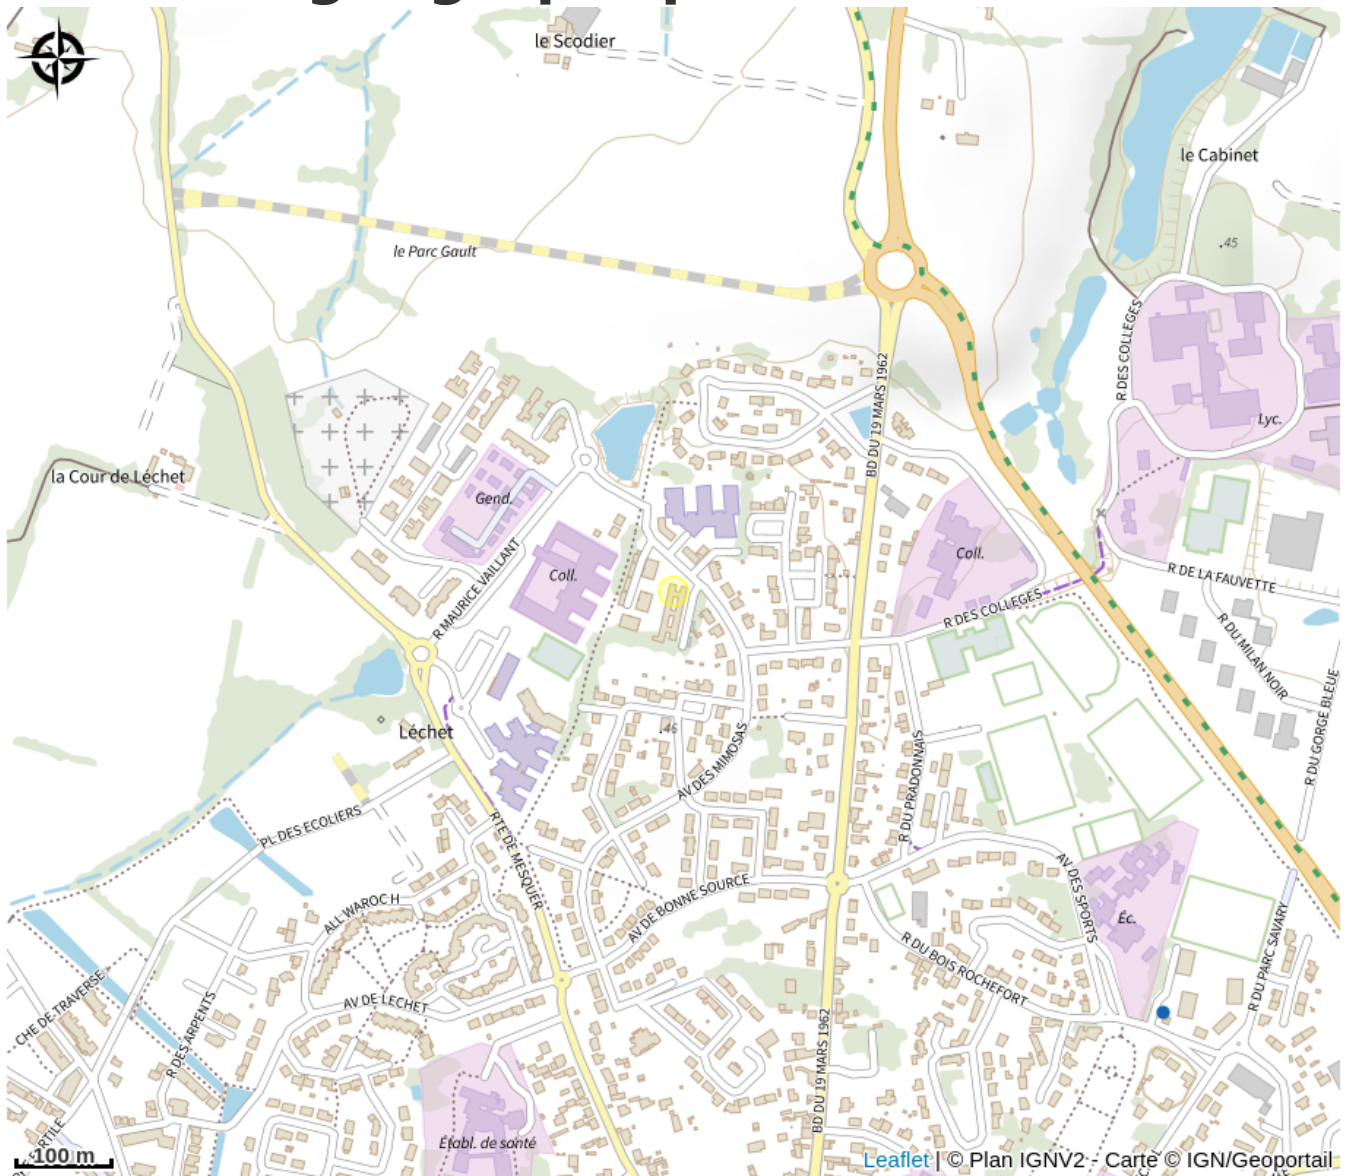 le Scodier
le Cabinet
.45
le Parc Gault
R DES COLLEGES
BD DU 19 MARS 1962
Lyc.
la Cour de Léchet
Gend.
Coll.
Coll.
R MAURICE VAILLANT
R DE LA FAUVETTE
R DES COLLEGES
R DU MILAN NOIR
R DU GORGE BLEUE
Léchet
.46
AV DES MIMOSAS
R DU PRADONNAIS
PL DES ECOLIERS
RTE DE MESQUER
AV DE BONNE SOURCE
AV DES SPORTS
Éc.
ALL WAROC H
R DU BOIS ROCHEFORT
R DU PARC SAVARY
CHE DE TRAVERSE
AV DE LECHET
R DES ARPENTS
BD DU 19 MARS 1962
Établ. de santé
100 m
Leaflet | © Plan IGNV2 - Carte © IGN/Geoportail